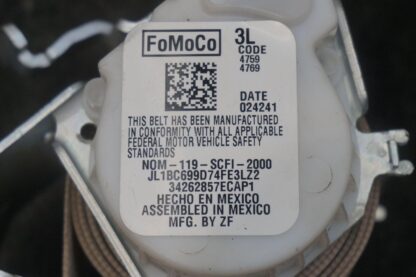 FoMoCo
3L
CODE
4759
4769
DATE
024241
THIS BELT HAS BEEN MANUFACTURED
IN CONFORMITY WITH ALL APPLICABLE
FEDERAL MOTOR VEHICLE SAFETY
STANDARDS
NOM-119-SCFI-2000
JL1BC699D74FE3LZ2
34262857ECAP1
HECHO EN MEXICO
ASSEMBLED IN MEXICO
MFG. BY ZF